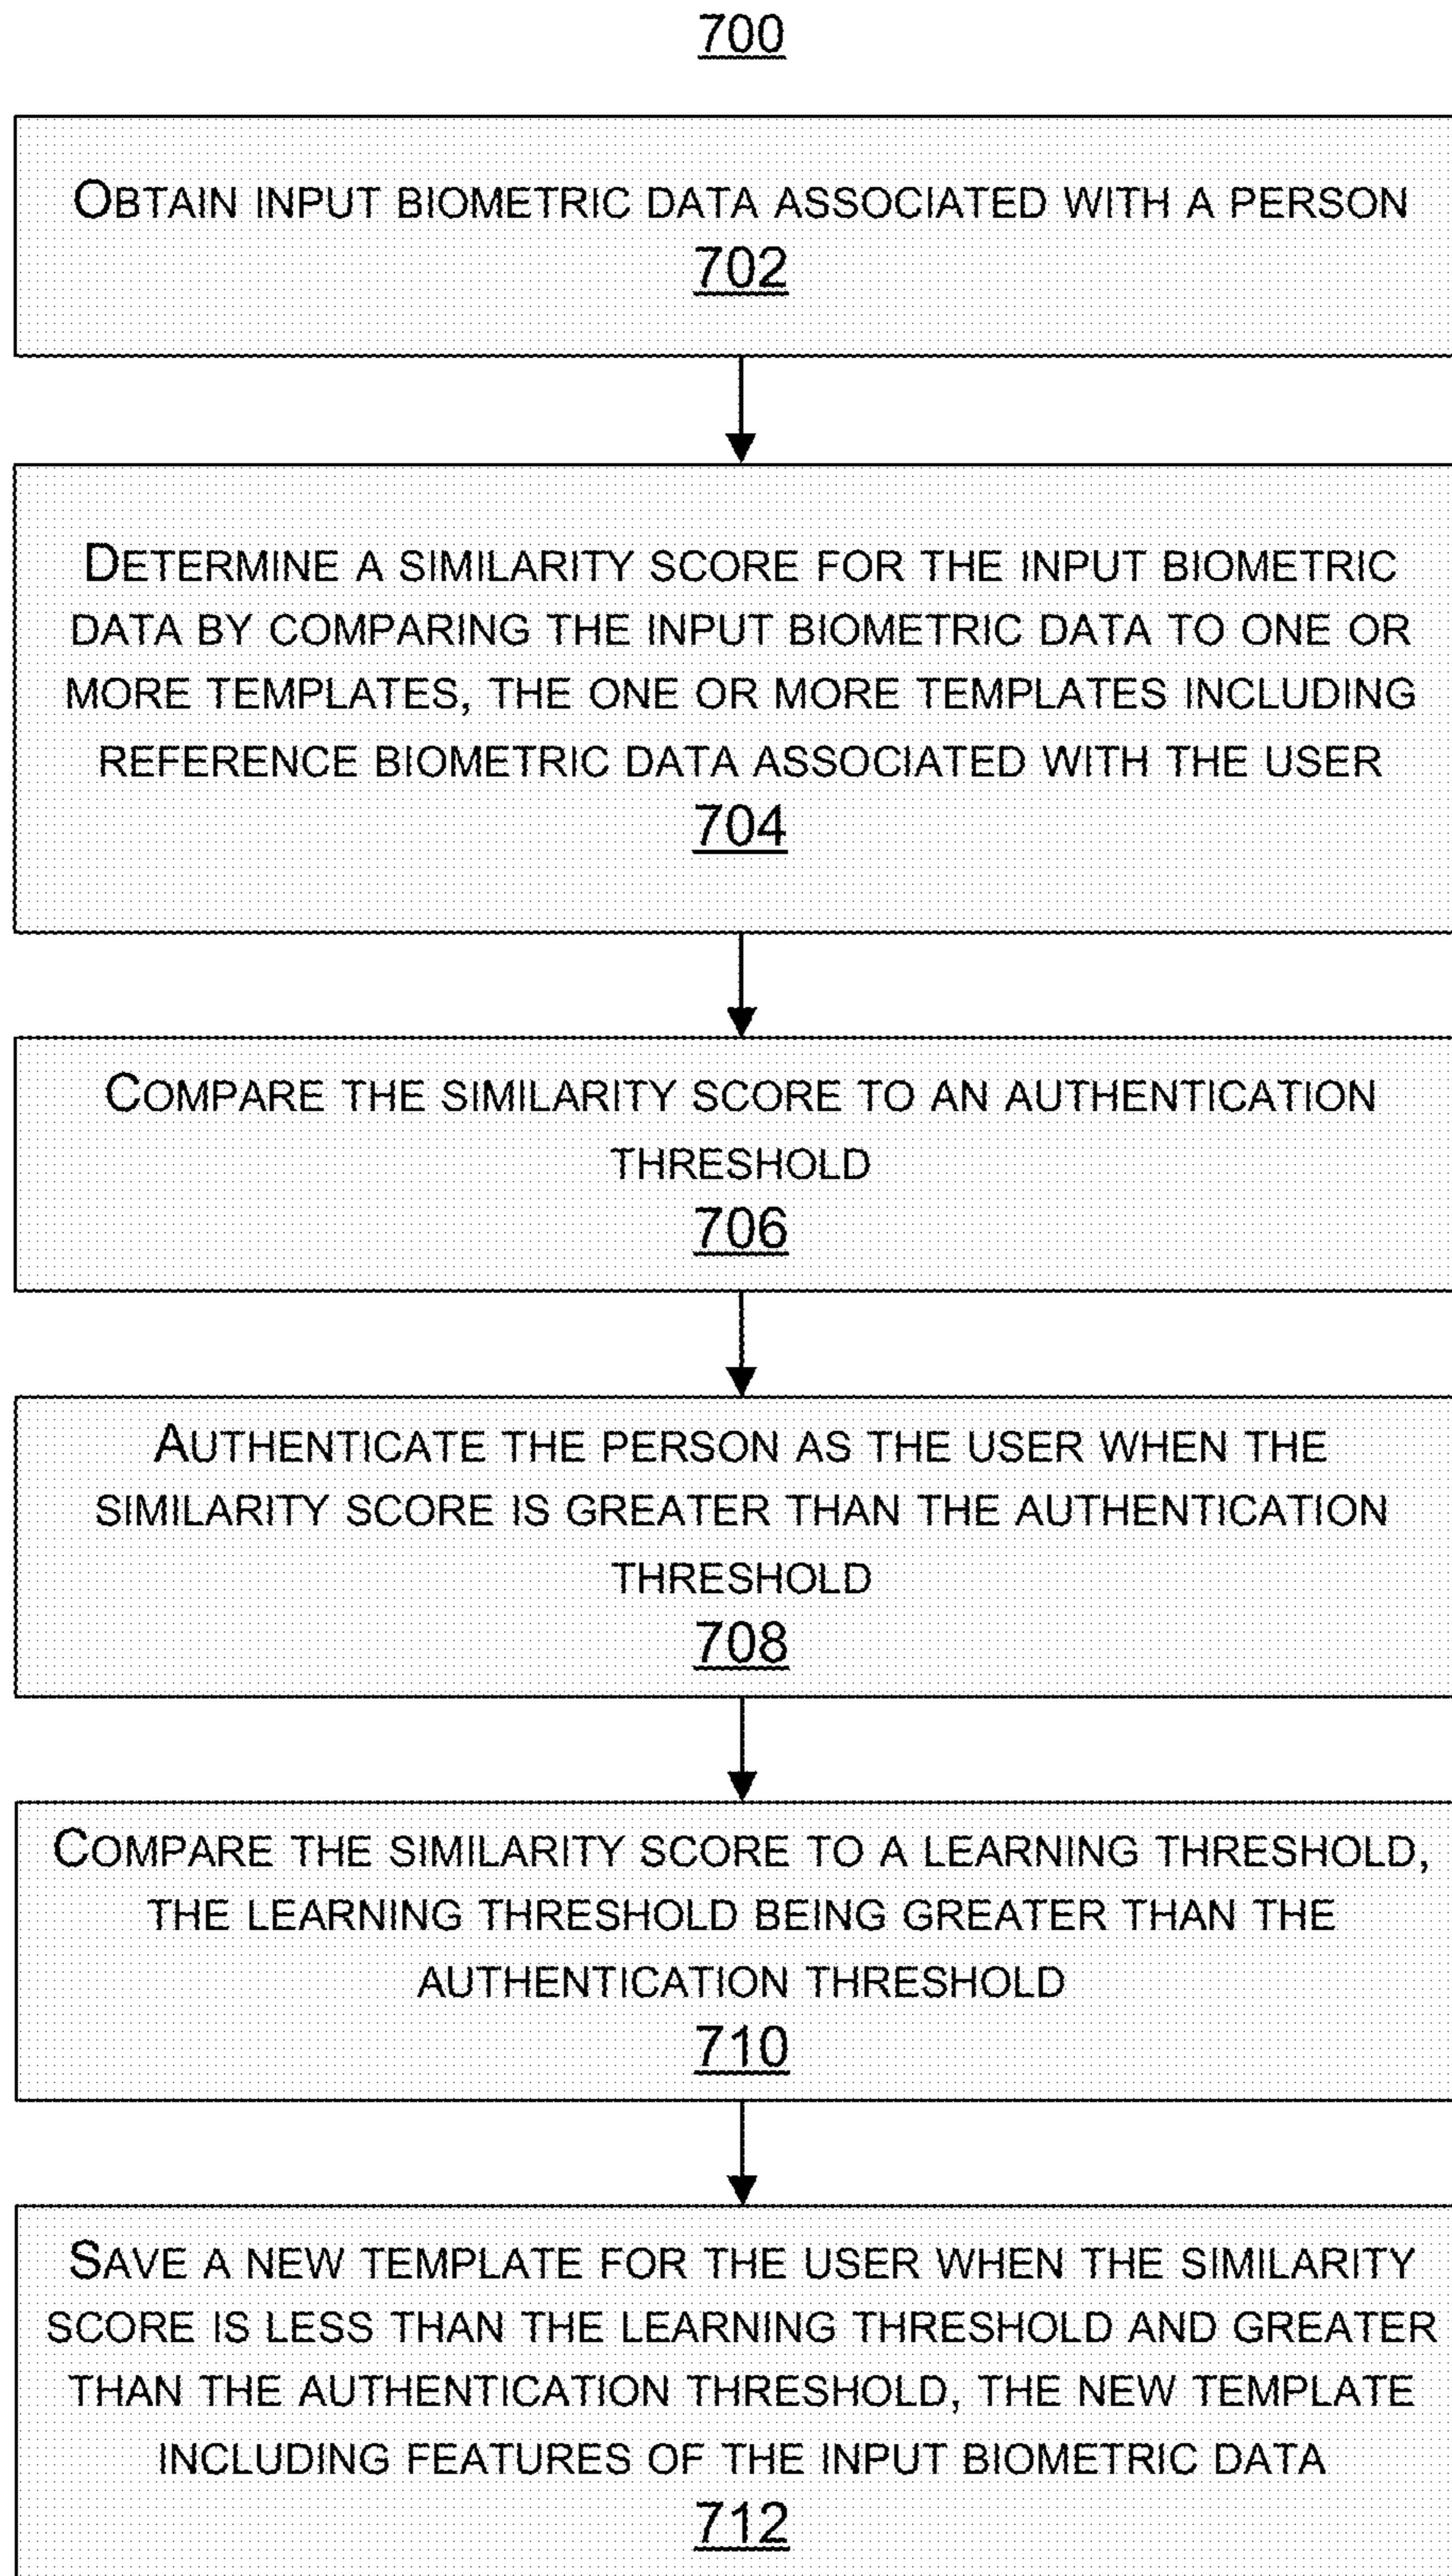 700
OBTAIN INPUT BIOMETRIC DATA ASSOCIATED WITH A PERSON
702
DETERMINE A SIMILARITY SCORE FOR THE INPUT BIOMETRIC
DATA BY COMPARING THE INPUT BIOMETRIC DATA TO ONE OR
MORE TEMPLATES, THE ONE OR MORE TEMPLATES INCLUDING
REFERENCE BIOMETRIC DATA ASSOCIATED WITH THE USER
704
COMPARE THE SIMILARITY SCORE TO AN AUTHENTICATION
THRESHOLD
706
AUTHENTICATE THE PERSON AS THE USER WHEN THE
SIMILARITY SCORE IS GREATER THAN THE AUTHENTICATION
THRESHOLD
708
COMPARE THE SIMILARITY SCORE TO A LEARNING THRESHOLD,
THE LEARNING THRESHOLD BEING GREATER THAN THE
AUTHENTICATION THRESHOLD
710
SAVE A NEW TEMPLATE FOR THE USER WHEN THE SIMILARITY
SCORE IS LESS THAN THE LEARNING THRESHOLD AND GREATER
THAN THE AUTHENTICATION THRESHOLD, THE NEW TEMPLATE
INCLUDING FEATURES OF THE INPUT BIOMETRIC DATA
712